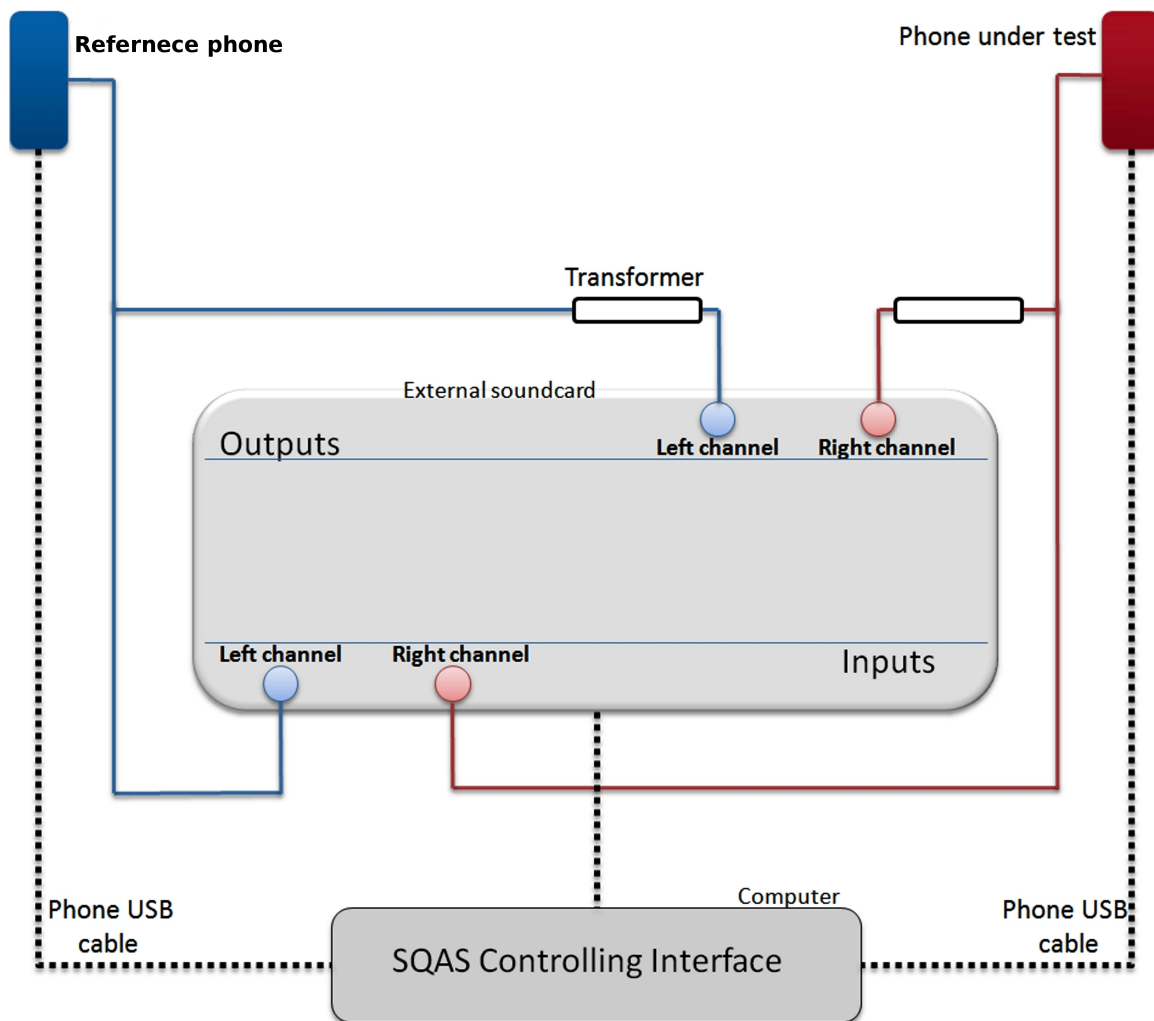 Refernece phone
Phone under test
Transformer
External soundcard
Outputs
Left channel
Right channel
Left channel
Right channel
Inputs
Computer
Phone USB
cable
SQAS Controlling Interface
Phone USB
cable